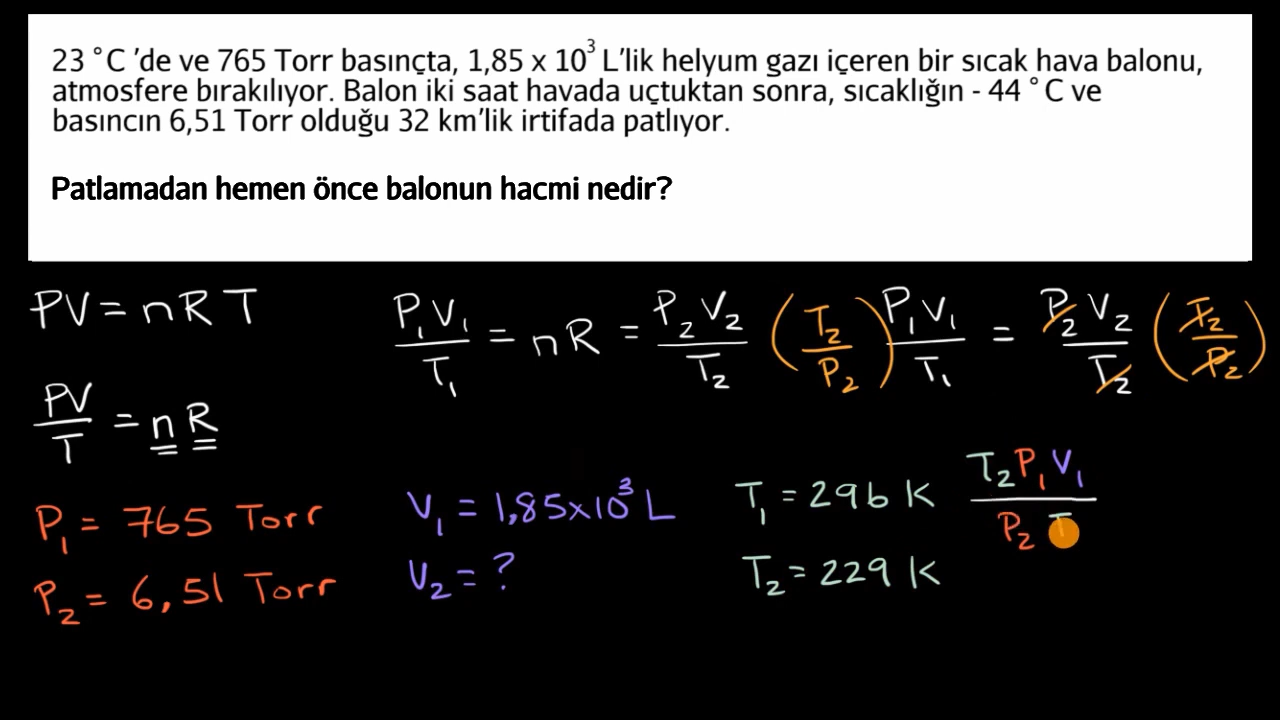 23 °C 'de ve 765 Torr basınçta, 1,85 x 10³ L'lik helyum gazı içeren bir sıcak hava balonu,
atmosfere bırakılıyor. Balon iki saat havada uçtuktan sonra, sıcaklığın - 44 °C ve
basıncın 6,51 Torr olduğu 32 km'lik irtifada patlıyor.
Patlamadan hemen önce balonun hacmi nedir?
PV = nRT
P₁V₁/T₁ = nR = P₂V₂/T₂
(T₂/P₂) P₁V₁/T₁ = P₂V₂/T₂ (T₂/P₂)
PV/T = nR
P₁ = 765 Torr
V₁ = 1,85x10³ L
T₁ = 296 K
T₂P₁V₁/P₂T
P₂ = 6,51 Torr
V₂ = ?
T₂ = 229 K